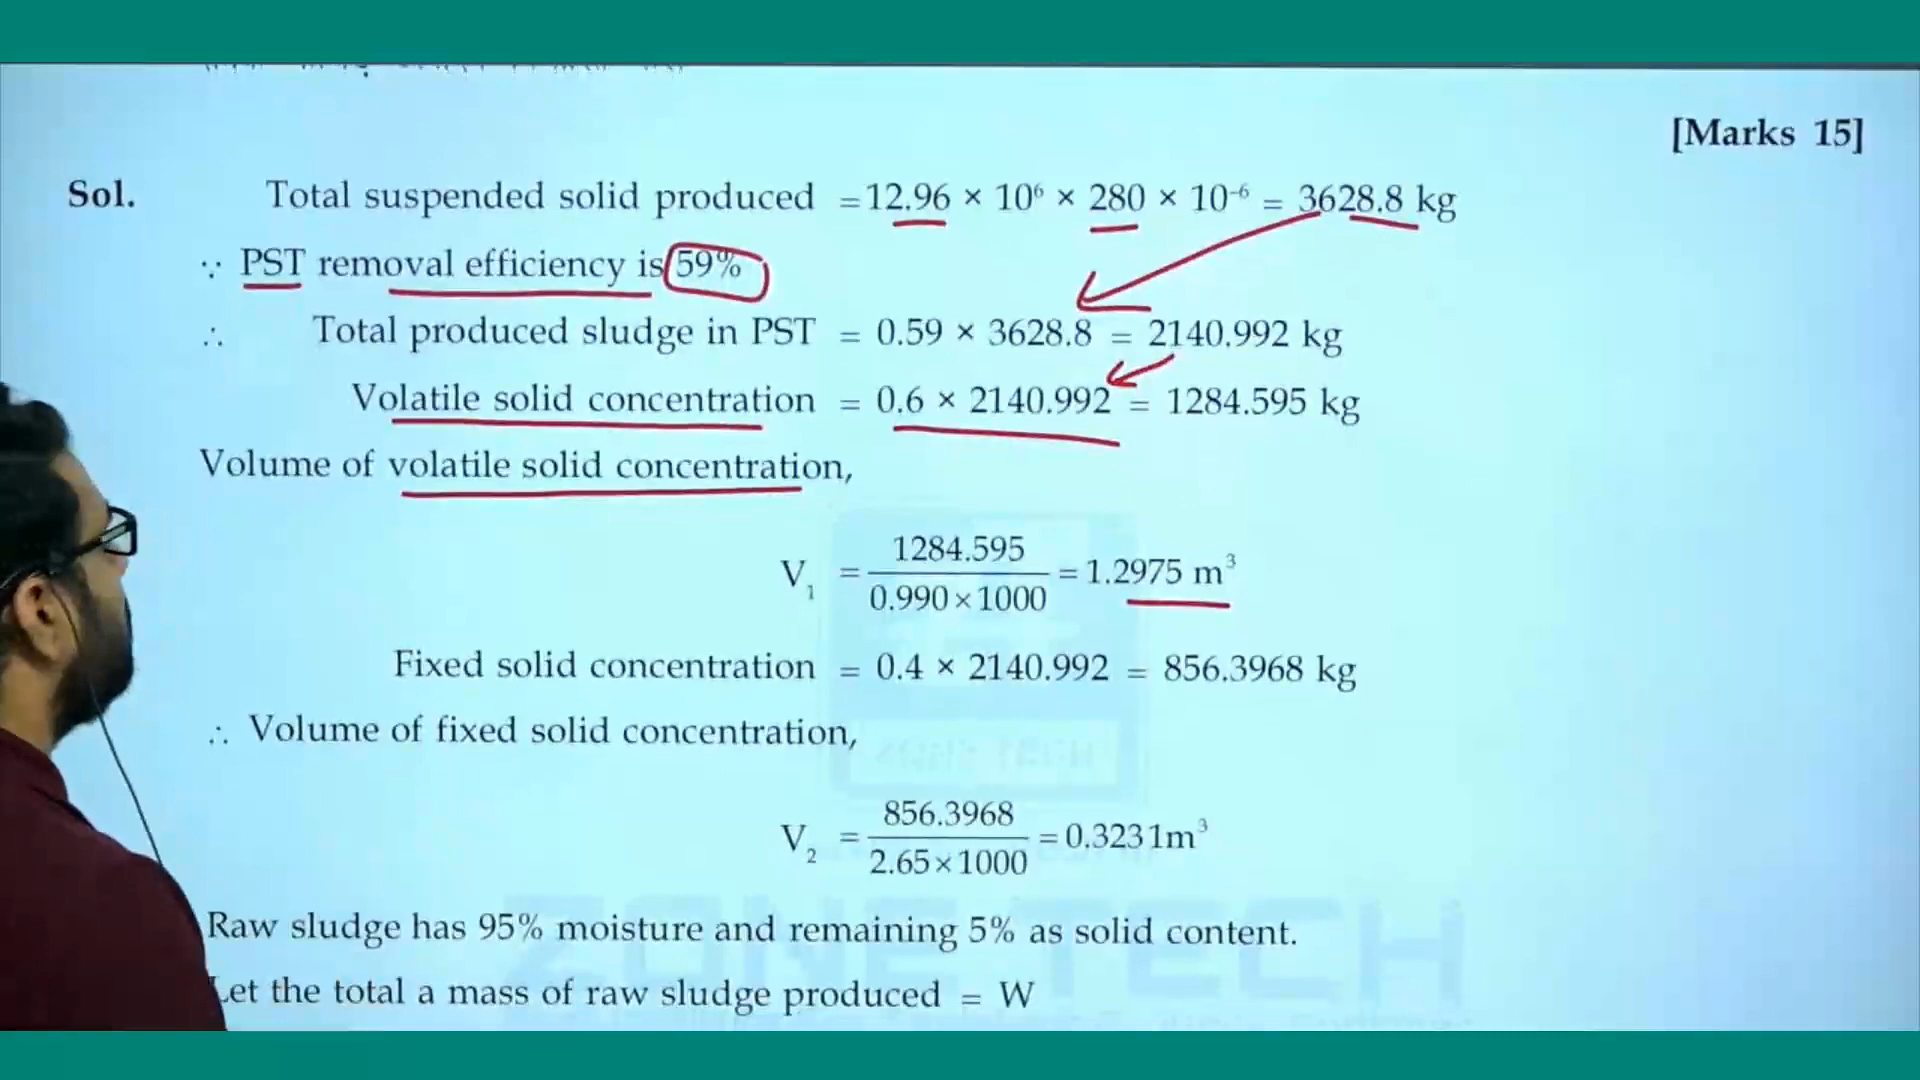 [Marks 15]
Sol. Total suspended solid produced = 12.96 × 10⁶ × 280 × 10⁻⁶ = 3628.8 kg
∵ PST removal efficiency is 59%
∴ Total produced sludge in PST = 0.59 × 3628.8 = 2140.992 kg
Volatile solid concentration = 0.6 × 2140.992 = 1284.595 kg
Volume of volatile solid concentration,
V₁ = 1284.595 / 0.990×1000 = 1.2975 m³
Fixed solid concentration = 0.4 × 2140.992 = 856.3968 kg
∴ Volume of fixed solid concentration,
V₂ = 856.3968 / 2.65×1000 = 0.3231m³
Raw sludge has 95% moisture and remaining 5% as solid content.
Let the total a mass of raw sludge produced = W
ZONE TECH
ZONE TECH